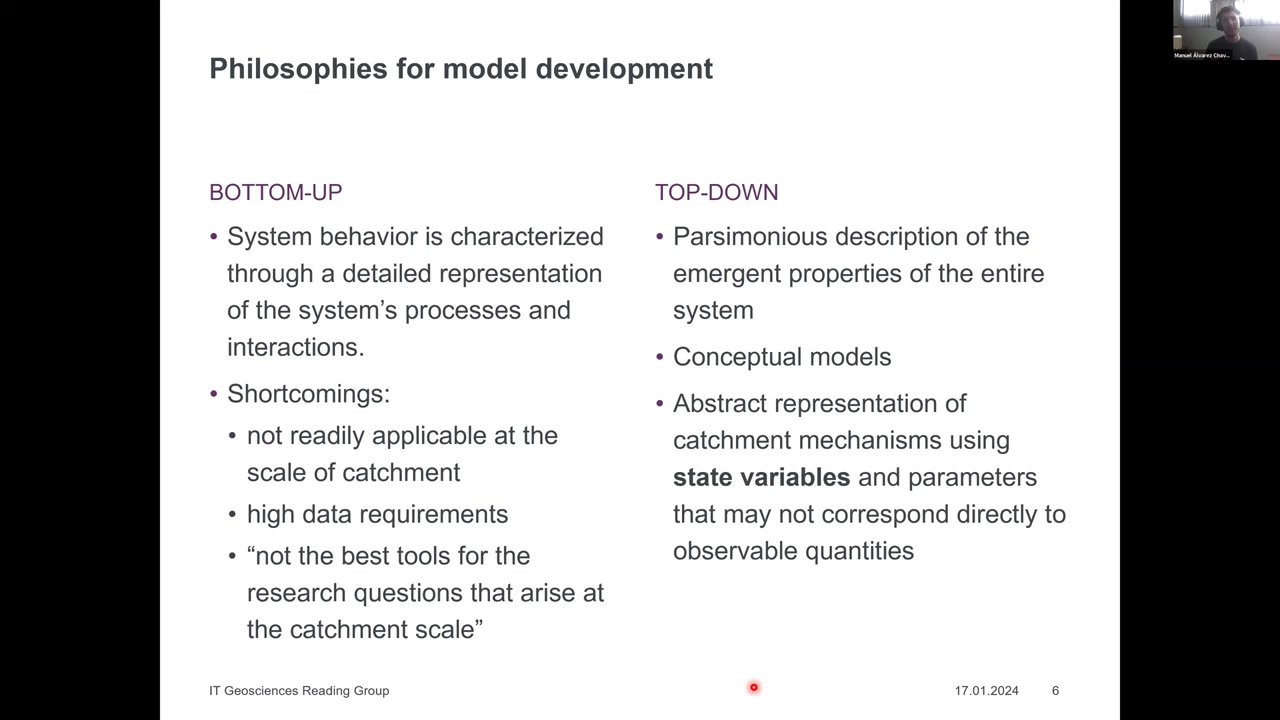 Philosophies for model development
BOTTOM-UP
• System behavior is characterized
through a detailed representation
of the system’s processes and
interactions.
• Shortcomings:
• not readily applicable at the
scale of catchment
• high data requirements
• “not the best tools for the
research questions that arise at
the catchment scale”
TOP-DOWN
• Parsimonious description of the
emergent properties of the entire
system
• Conceptual models
• Abstract representation of
catchment mechanisms using
state variables and parameters
that may not correspond directly to
observable quantities
IT Geosciences Reading Group
17.01.2024
6
Manuel Álvarez Chav...